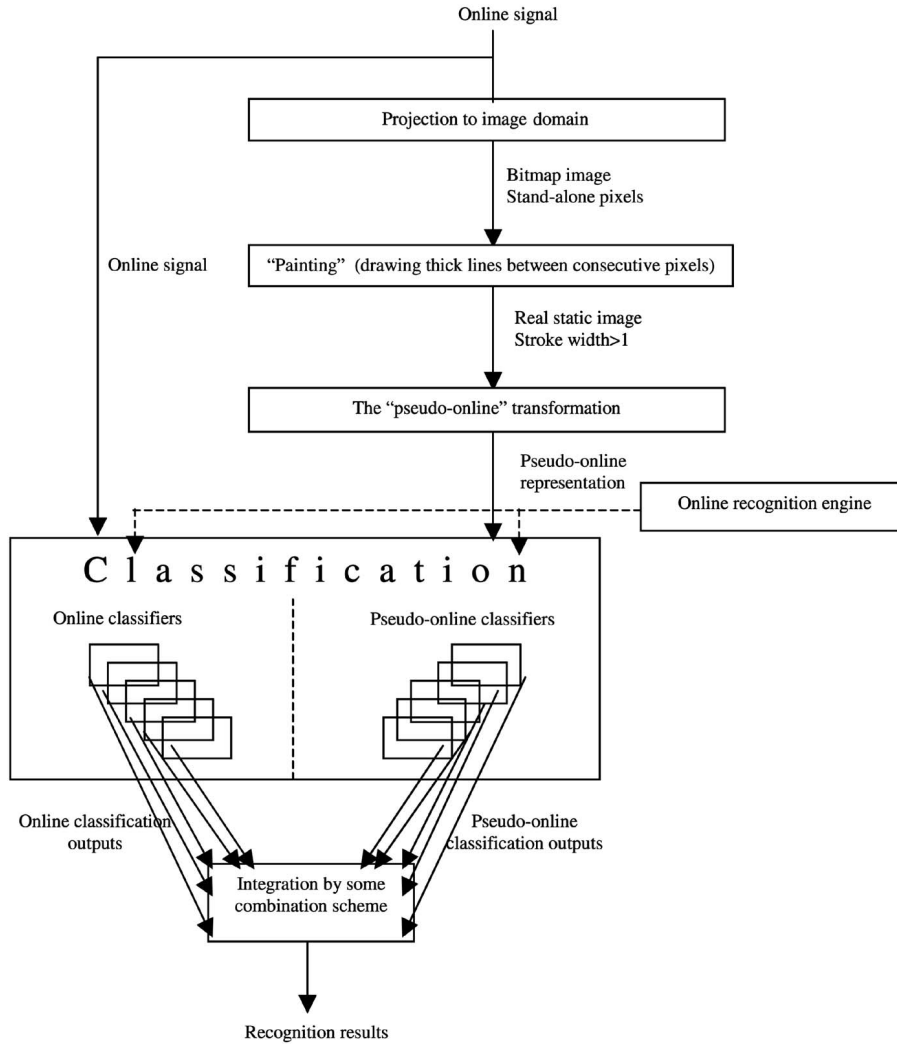 Online signal
Projection to image domain
Bitmap image
Stand-alone pixels
Online signal
“Painting” (drawing thick lines between consecutive pixels)
Real static image
Stroke width>1
The “pseudo-online” transformation
Pseudo-online
representation
Online recognition engine
Classification
Online classifiers
Pseudo-online classifiers
Online classification
outputs
Pseudo-online
classification outputs
Integration by some
combination scheme
Recognition results